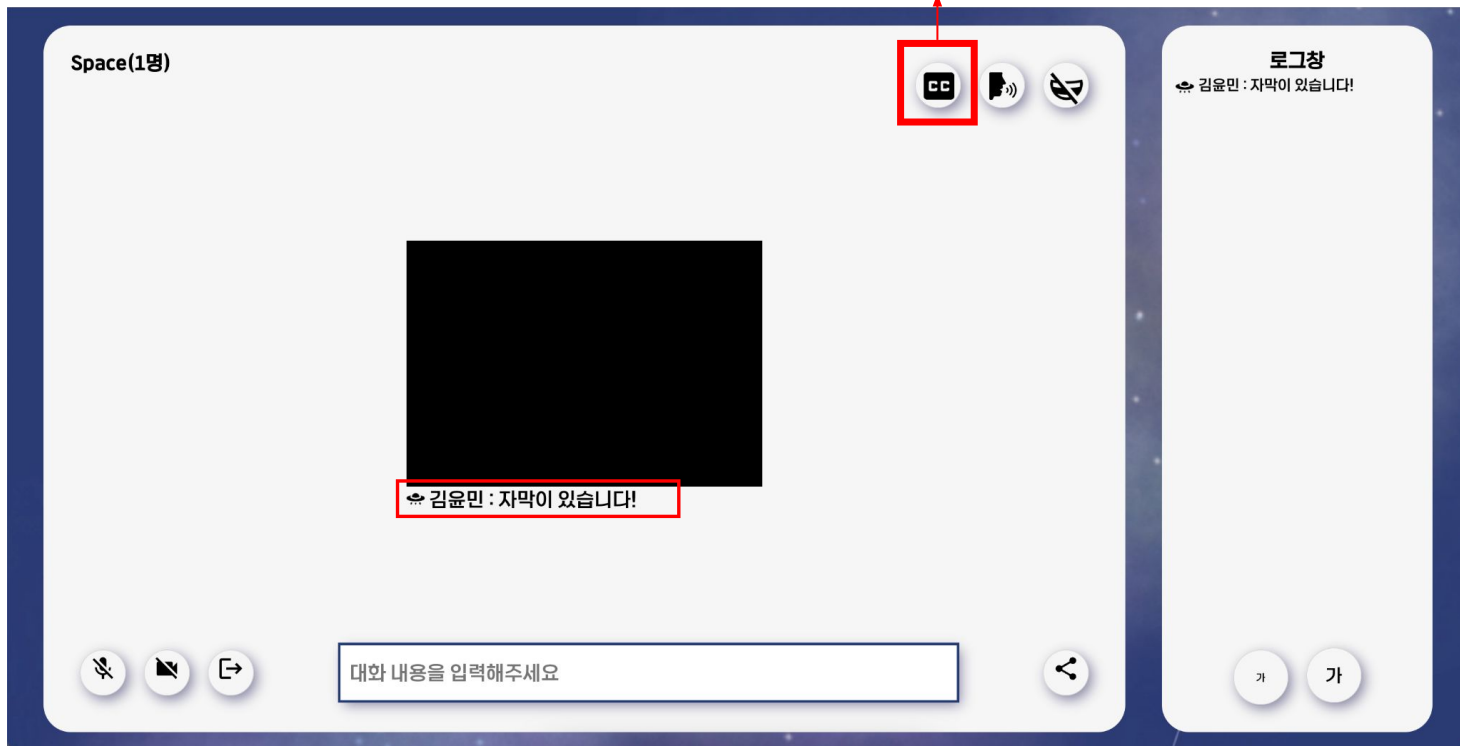 Space(1명)
CC
로그창
김윤민 : 자막이 있습니다!
김윤민 : 자막이 있습니다!
대화 내용을 입력해주세요
가 가